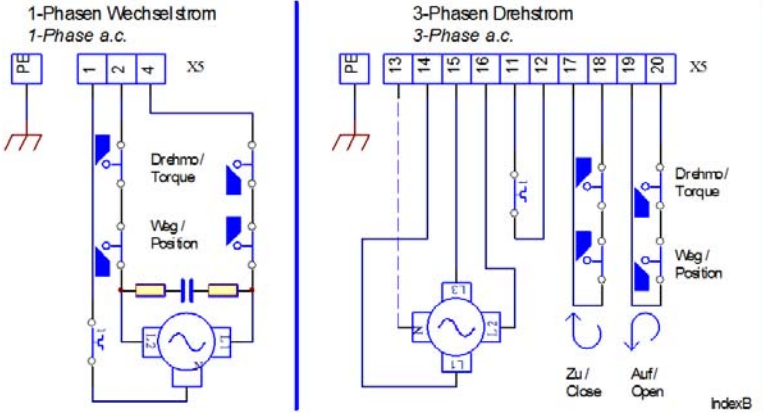 1-Phasen Wechselstrom
1-Phase a.c.
PE
1 2 4
X5
Drehmo/
Torque
Weg /
Position
L2
L1
N
3-Phasen Drehstrom
3-Phase a.c.
PE
13 14 15 16 11 12 17 18 19 20
X5
Drehmo/
Torque
Weg /
Position
L3
N
L2
L1
Zu /
Close
Auf/
Open
IndexB